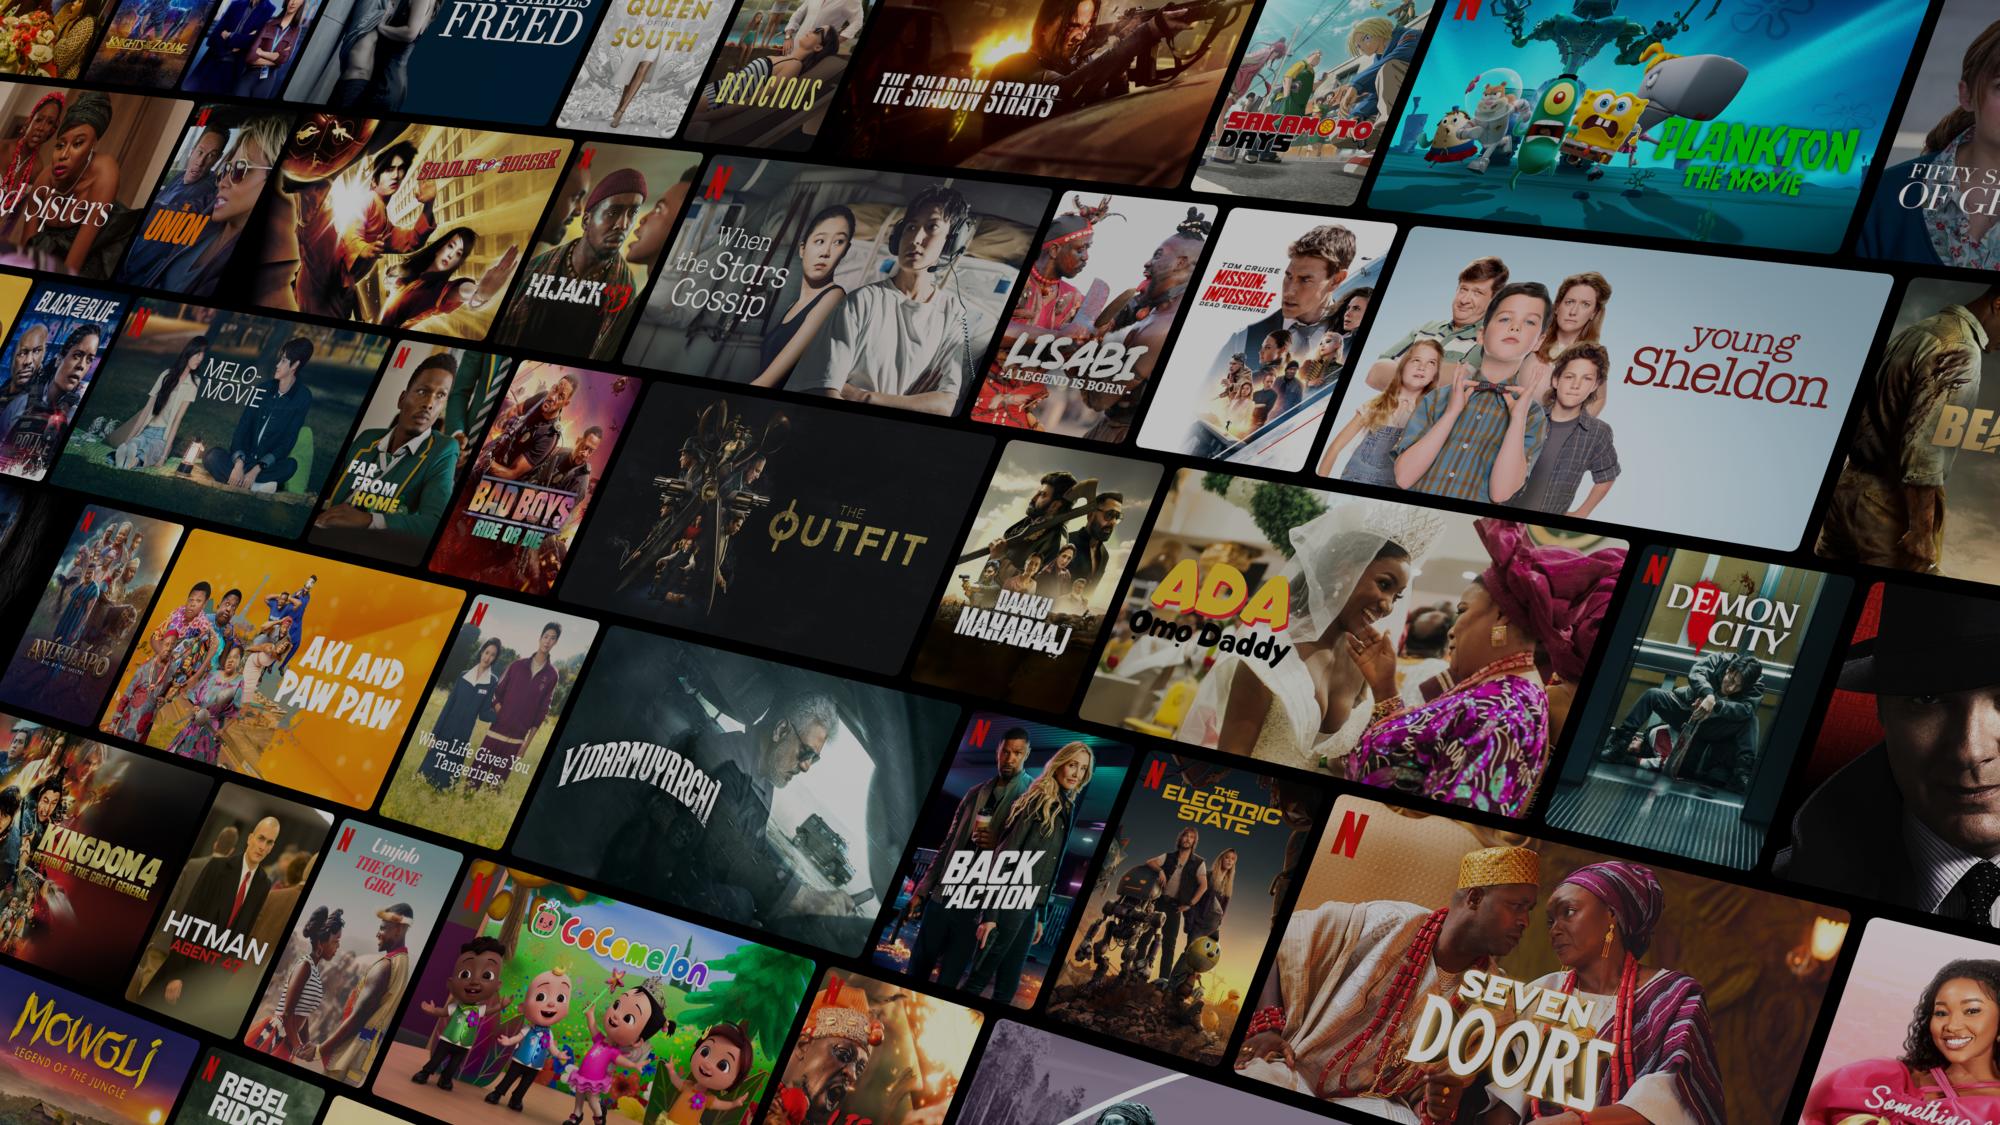 KNIGHTS OF THE ZODIAC
FREED
QUEEN
OF THE
SOUTH
DELICIOUS
THE SHADOW STRAYS
SAKAMOTO
DAYS
N
PLANKTON
THE MOVIE
FIFTY
OF
Sisters
N
THE
UNION
SHAOLIN SOCCER
N
HIJACK '93
N
When
the Stars
Gossip
LISABI
-A LEGEND IS BORN-
TOM CRUISE
MISSION:
IMPOSSIBLE
DEAD RECKONING
young
Sheldon
BLACK AND BLUE
N
MELO-
MOVIE
N
FAR
FROM
HOME
BAD BOYS
RIDE OR DIE
THE
OUTFIT
DAAKU
MAHARAAJ
ADA
Ọmọ Daddy
N
DEMON
CITY
N
ANIKULAPO
AKI AND
PAW PAW
N
When Life Gives You
Tangerines
VIDAAMUYARCHI
N
BACK
IN ACTION
N
THE
ELECTRIC
STATE
N
SEVEN
DOORS
KINGDOM 4
RETURN OF THE GREAT GENERAL
HITMAN
AGENT 47
N
Umjolo
THE GONE
GIRL
N
CoComelon
N
Something
MOWGLI
LEGEND OF THE JUNGLE
N
REBEL
RIDGE